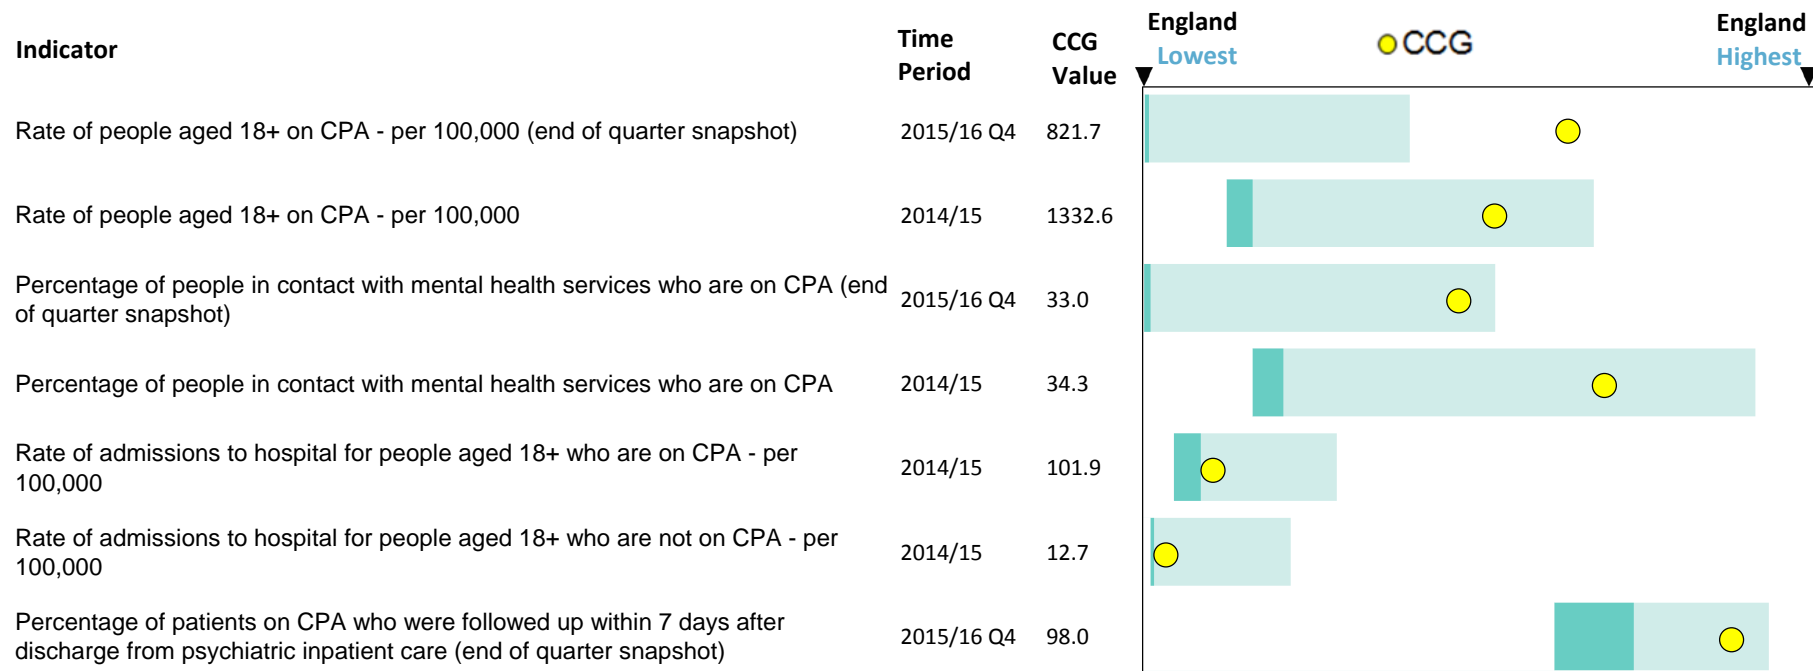 Indicator
Time Period
CCG Value
England Lowest
CCG
England Highest
Rate of people aged 18+ on CPA - per 100,000 (end of quarter snapshot) 2015/16 Q4 821.7
Rate of people aged 18+ on CPA - per 100,000 2014/15 1332.6
Percentage of people in contact with mental health services who are on CPA (end
of quarter snapshot) 2015/16 Q4 33.0
Percentage of people in contact with mental health services who are on CPA 2014/15 34.3
Rate of admissions to hospital for people aged 18+ who are on CPA - per
100,000 2014/15 101.9
Rate of admissions to hospital for people aged 18+ who are not on CPA - per
100,000 2014/15 12.7
Percentage of patients on CPA who were followed up within 7 days after
discharge from psychiatric inpatient care (end of quarter snapshot) 2015/16 Q4 98.0